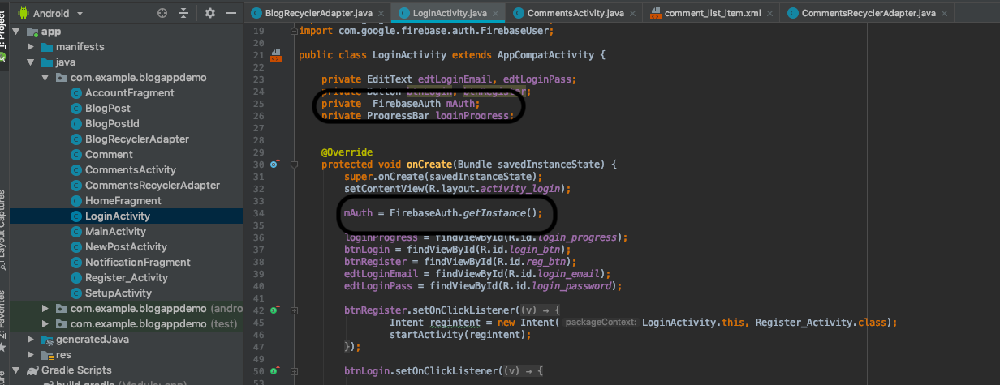 Android
BlogRecyclerAdapter.java
LoginActivity.java
CommentsActivity.java
comment_list_item.xml
CommentsRecyclerAdapter.java
1: Project
Layout Captures
2: Favorites
app
manifests
java
com.example.blogappdemo
AccountFragment
BlogPost
BlogPostId
BlogRecyclerAdapter
Comment
CommentsActivity
CommentsRecyclerAdapter
HomeFragment
LoginActivity
MainActivity
NewPostActivity
NotificationFragment
Register_Activity
SetupActivity
com.example.blogappdemo (andro
com.example.blogappdemo (test)
generatedJava
res
Gradle Scripts
build.gradle (Module: app)
19 import com.google.firebase.auth.FirebaseUser;
20
21 public class LoginActivity extends AppCompatActivity {
22
23 private EditText edtLoginEmail, edtLoginPass;
24 private Button btnLogin, btnRegister;
25 private  FirebaseAuth mAuth;
26 private ProgressBar loginProgress;
27
28
29 @Override
30 protected void onCreate(Bundle savedInstanceState) {
31 super.onCreate(savedInstanceState);
32 setContentView(R.layout.activity_login);
33
34 mAuth = FirebaseAuth.getInstance();
35
36 loginProgress = findViewById(R.id.login_progress);
37 btnLogin = findViewById(R.id.login_btn);
38 btnRegister = findViewById(R.id.reg_btn);
39 edtLoginEmail = findViewById(R.id.login_email);
40 edtLoginPass = findViewById(R.id.login_password);
41
42 btnRegister.setOnClickListener((v) → {
45 Intent regintent = new Intent( packageContext: LoginActivity.this, Register_Activity.class);
46 startActivity(regintent);
47 });
49
50 btnLogin.setOnClickListener((v) → {
53